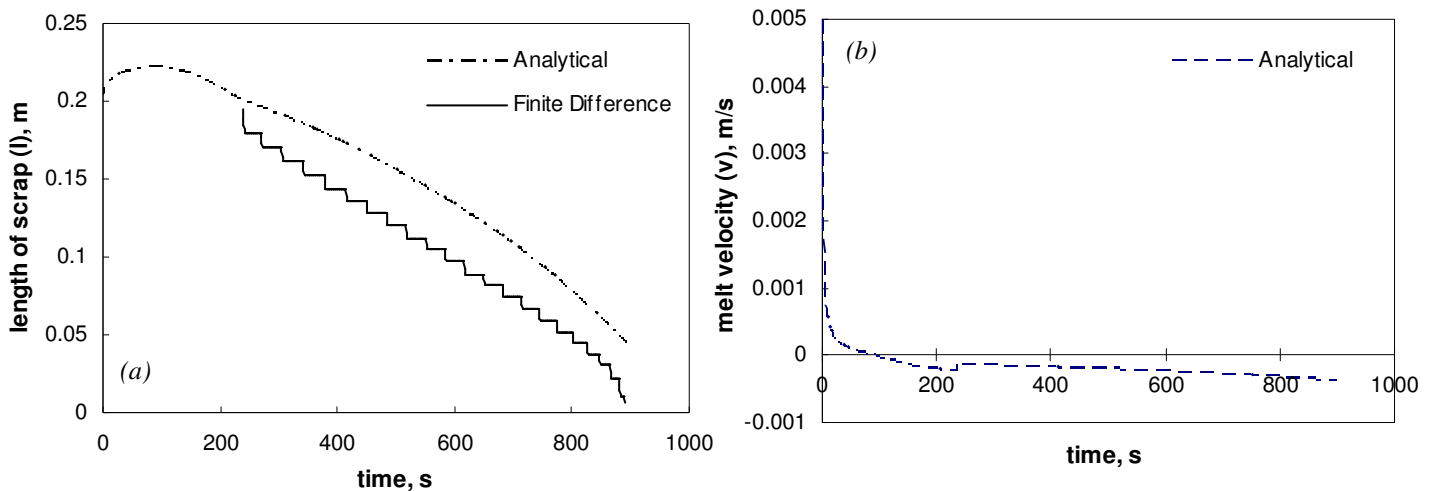 0.25
0.2
0.15
0.1
0.05
0
length of scrap (l), m
Analytical
Finite Difference
(a)
0 200 400 600 800 1000
time, s
0.005
0.004
0.003
0.002
0.001
0
-0.001
melt velocity (v), m/s
(b)
Analytical
0 200 400 600 800 1000
time, s